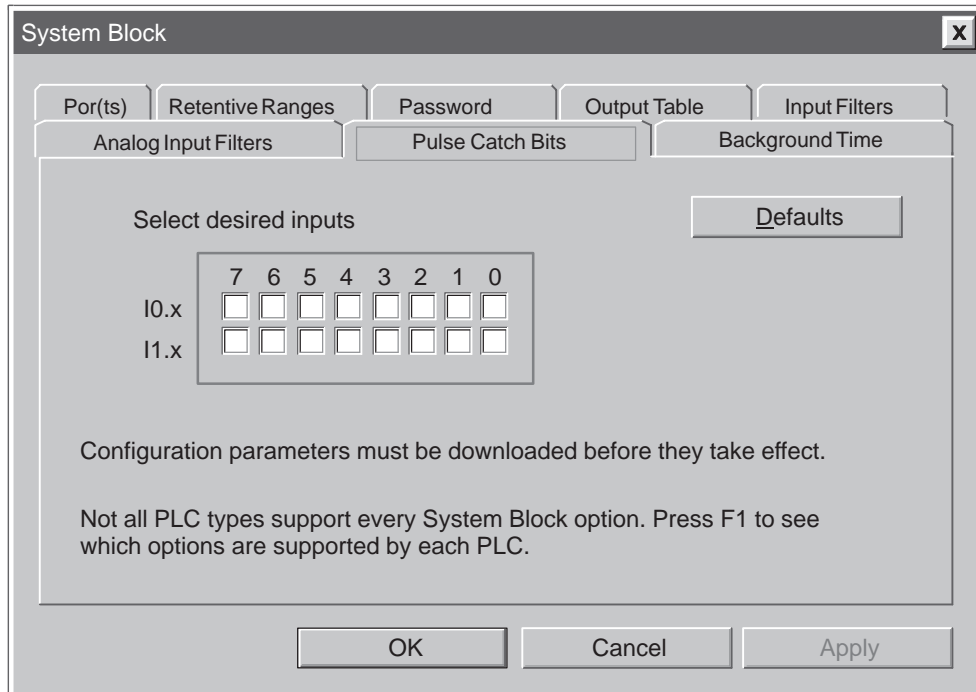 System Block X
Por(ts) Retentive Ranges Password Output Table Input Filters
Analog Input Filters Pulse Catch Bits Background Time
Select desired inputs Defaults
7 6 5 4 3 2 1 0
I0.x
I1.x
Configuration parameters must be downloaded before they take effect.
Not all PLC types support every System Block option. Press F1 to see
which options are supported by each PLC.
OK Cancel Apply